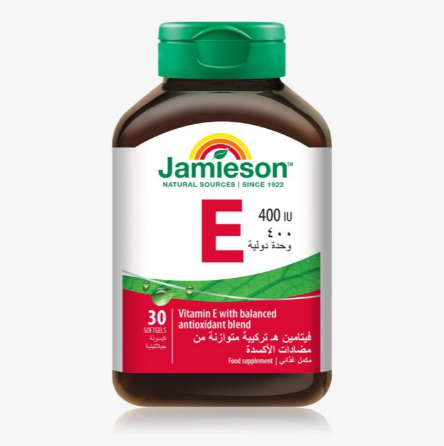 Jamieson™
NATURAL SOURCES | SINCE 1922
E
400 IU
٤٠٠
وحدة دولية
30
SOFTGELS
كبسولة
جيلاتينية
Vitamin E with balanced
antioxidant blend
فيتامين هـ تركيبة متوازنة من
مضادات الأكسدة
Food supplement | مكمل غذائي